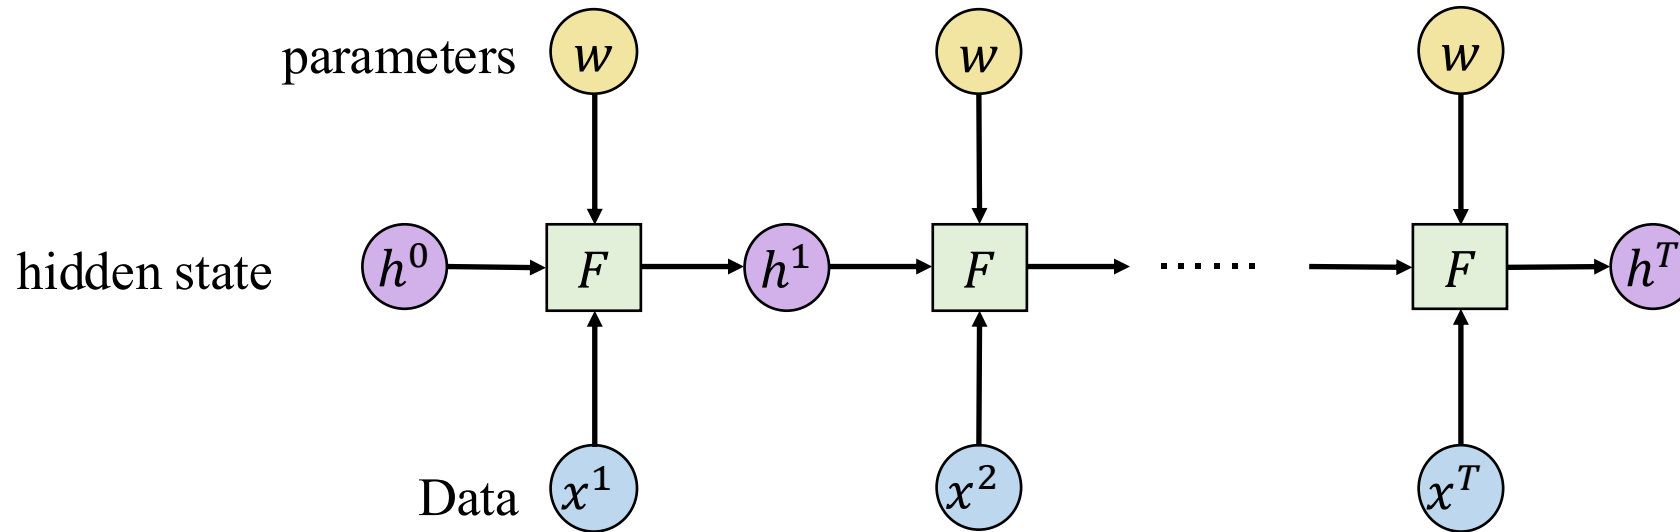 parameters w w w
hidden state h⁰ F h¹ F ······ F hᵀ
Data x¹ x² xᵀ